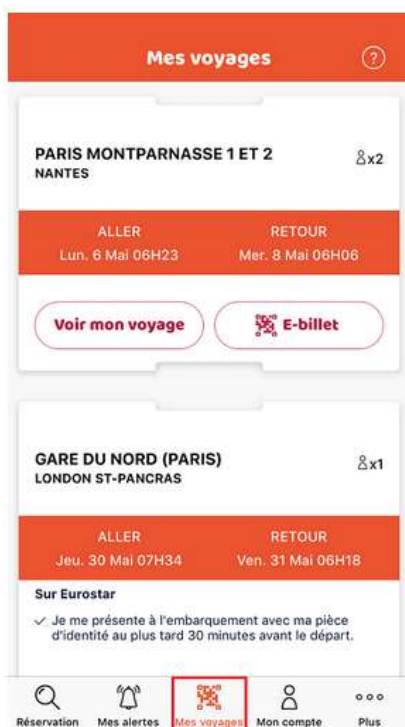 Mes voyages
?
PARIS MONTPARNASSE 1 ET 2
x2
NANTES
ALLER RETOUR
Lun. 6 Mai 06H23 Mer. 8 Mai 06H06
Voir mon voyage E-billet
GARE DU NORD (PARIS)
x1
LONDON ST-PANCRAS
ALLER RETOUR
Jeu. 30 Mai 07H34 Ven. 31 Mai 06H18
Sur Eurostar
✓ Je me présente à l'embarquement avec ma pièce
d'identité au plus tard 30 minutes avant le départ.
Réservation Mes alertes Mes voyages Mon compte Plus